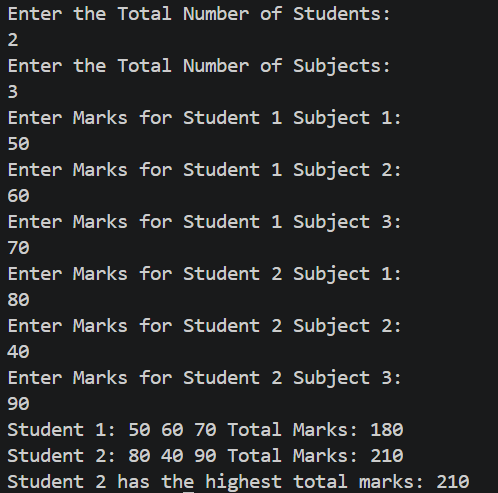 Enter the Total Number of Students:
2
Enter the Total Number of Subjects:
3
Enter Marks for Student 1 Subject 1:
50
Enter Marks for Student 1 Subject 2:
60
Enter Marks for Student 1 Subject 3:
70
Enter Marks for Student 2 Subject 1:
80
Enter Marks for Student 2 Subject 2:
40
Enter Marks for Student 2 Subject 3:
90
Student 1: 50 60 70 Total Marks: 180
Student 2: 80 40 90 Total Marks: 210
Student 2 has the highest total marks: 210